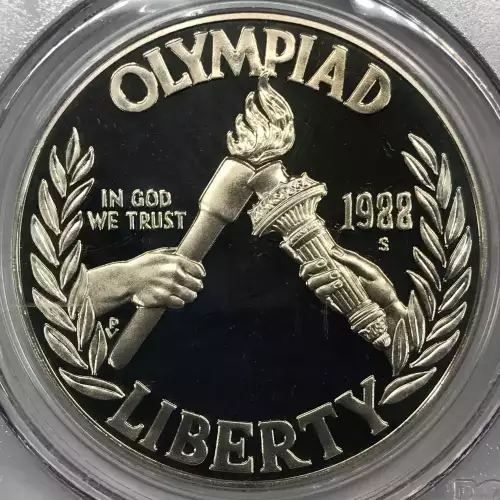 OLYMPIAD
IN GOD
WE TRUST
1988
S
LIBERTY